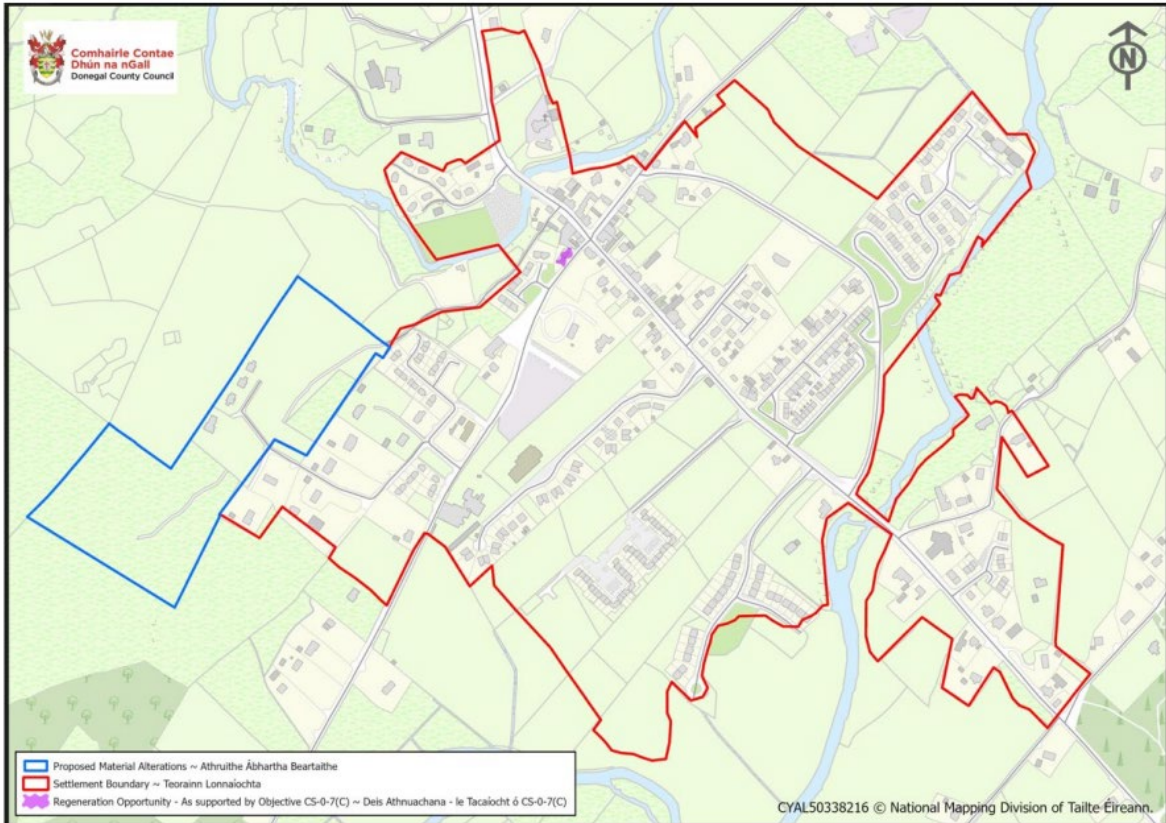 Comhairle Contae
Dhún na nGall
Donegal County Council
N
Proposed Material Alterations ~ Athruithe Ábhartha Beartaithe
Settlement Boundary ~ Teorainn Lonnaíochta
Regeneration Opportunity - As supported by Objective CS-0-7(C) ~ Deis Athnuachana - le Tacaíocht ó CS-0-7(C)
CYAL50338216 © National Mapping Division of Tailte Éireann.